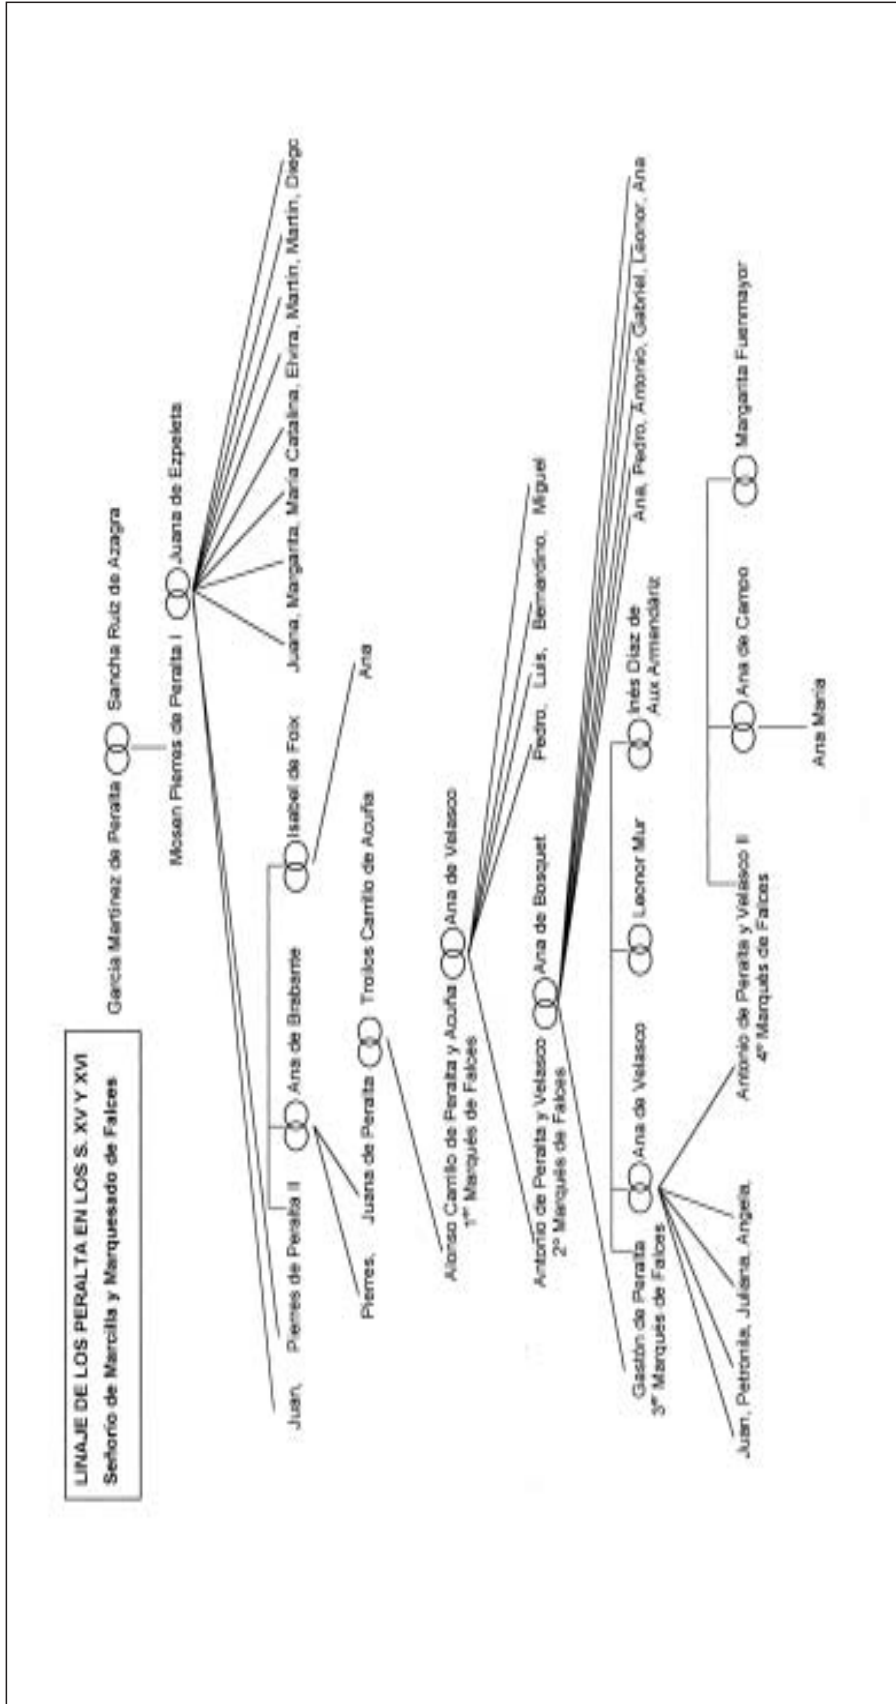 LINAJE DE LOS PERALTA EN LOS S. XV Y XVI
Señorío de Marcilla y Marquesado de Falces
García Martínez de Peralta Sancha Ruiz de Azagra
Mosen Pierres de Peralta I Juana de Ezpeleta
Juan, Pierres de Peralta II Ana de Brabante Isabel de Foix Juana, Margarita, María Catalina, Elvira, Martín, Martín, Diego
Pierres, Juana de Peralta Troilos Carrillo de Acuña Ana
Alonso Carrillo de Peralta y Acuña Ana de Velasco
1er Marqués de Falces
Pedro, Luis, Bernardino, Miguel
Antonio de Peralta y Velasco Ana de Bosquet
2º Marqués de Falces
Ana, Pedro, Antonio, Gabriel, Leonor, Ana
Gastón de Peralta Ana de Velasco Leonor Mur Inés Díaz de
3er Marqués de Falces Aux Armendáriz
Juan, Petronila, Juliana, Angela, Antonio de Peralta y Velasco II Ana de Campo Margarita Fuenmayor
4º Marqués de Falces
Ana María